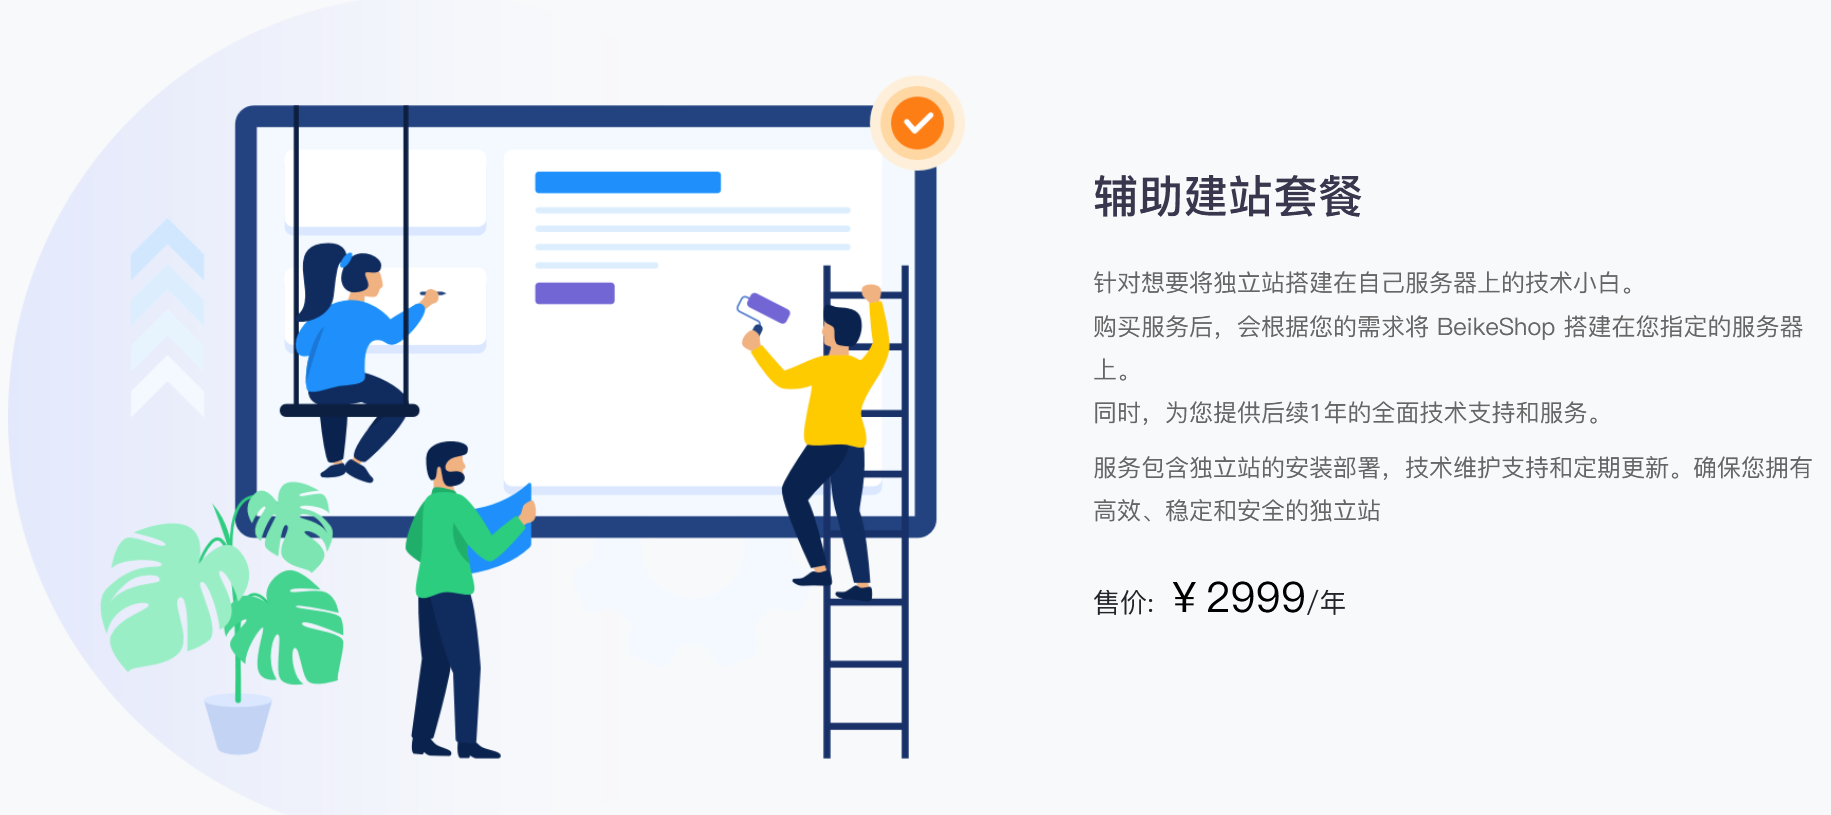 辅助建站套餐
针对想要将独立站搭建在自己服务器上的技术小白。
购买服务后，会根据您的需求将 BeikeShop 搭建在您指定的服务器
上。
同时，为您提供后续1年的全面技术支持和服务。
服务包含独立站的安装部署，技术维护支持和定期更新。确保您拥有
高效、稳定和安全的独立站
售价: ¥ 2999/年